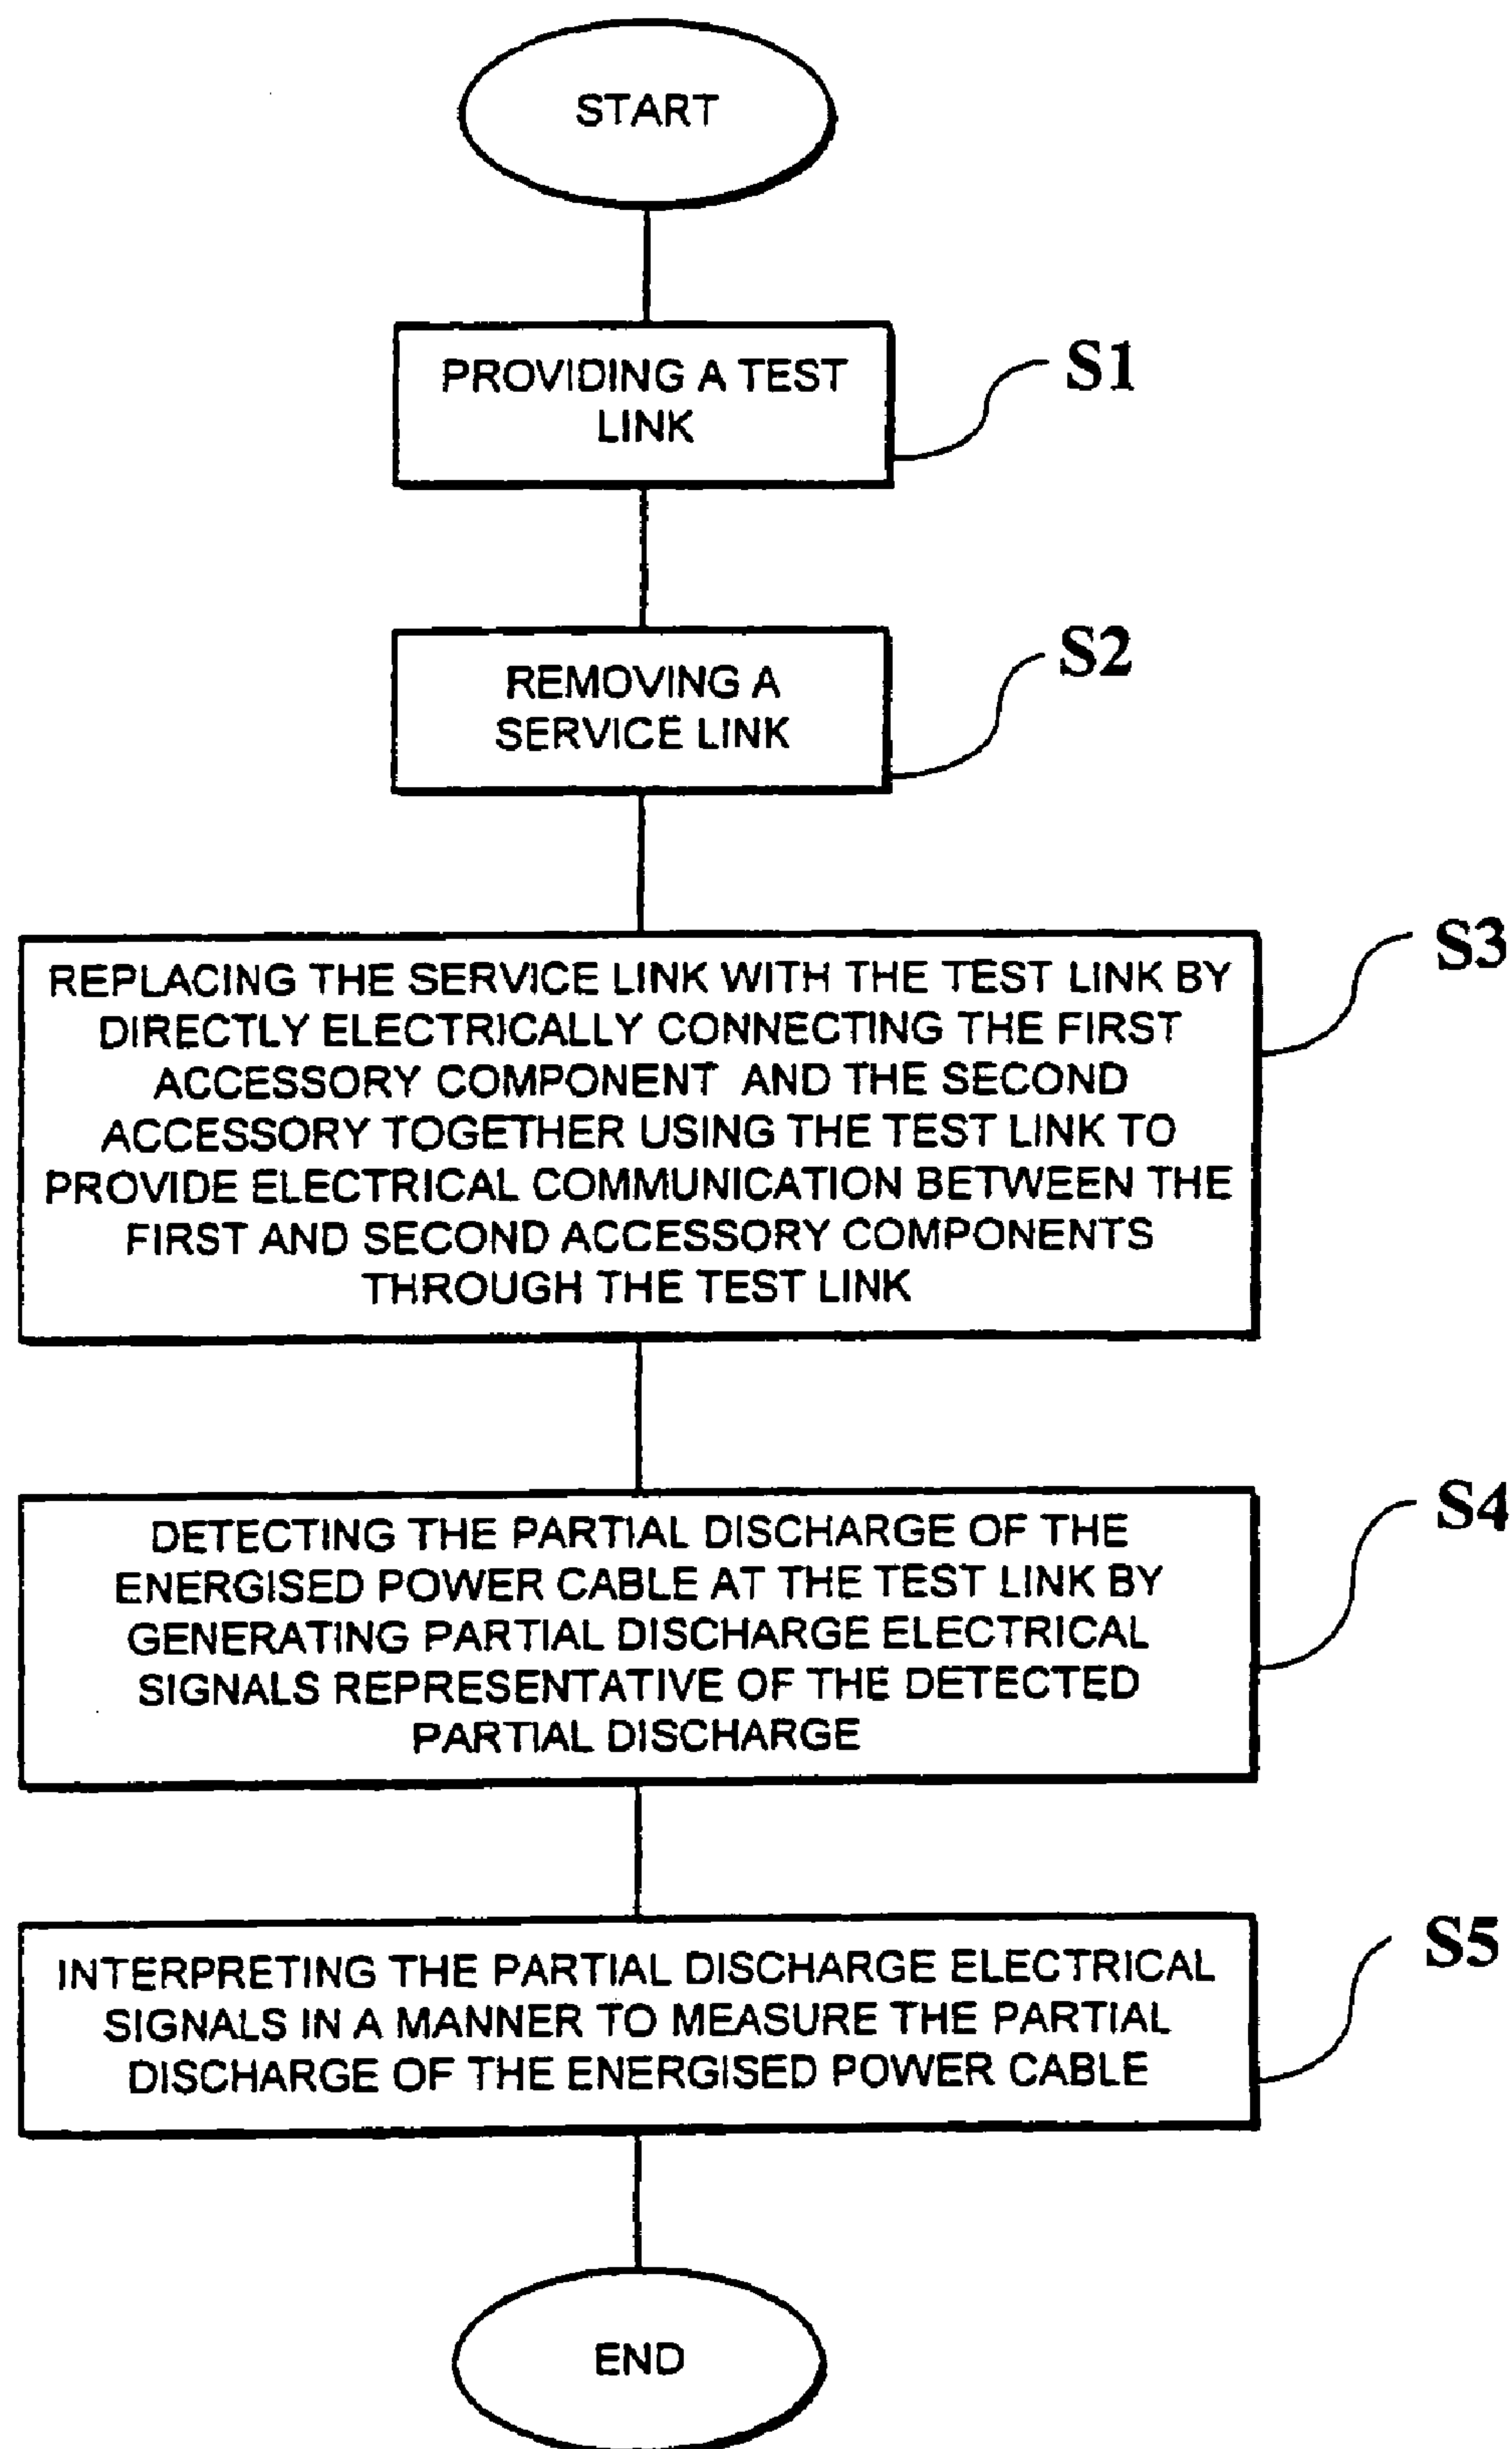 START
PROVIDING A TEST
LINK
S1
REMOVING A
SERVICE LINK
S2
REPLACING THE SERVICE LINK WITH THE TEST LINK BY
DIRECTLY ELECTRICALLY CONNECTING THE FIRST
ACCESSORY COMPONENT AND THE SECOND
ACCESSORY TOGETHER USING THE TEST LINK TO
PROVIDE ELECTRICAL COMMUNICATION BETWEEN THE
FIRST AND SECOND ACCESSORY COMPONENTS
THROUGH THE TEST LINK
S3
DETECTING THE PARTIAL DISCHARGE OF THE
ENERGISED POWER CABLE AT THE TEST LINK BY
GENERATING PARTIAL DISCHARGE ELECTRICAL
SIGNALS REPRESENTATIVE OF THE DETECTED
PARTIAL DISCHARGE
S4
INTERPRETING THE PARTIAL DISCHARGE ELECTRICAL
SIGNALS IN A MANNER TO MEASURE THE PARTIAL
DISCHARGE OF THE ENERGISED POWER CABLE
S5
END